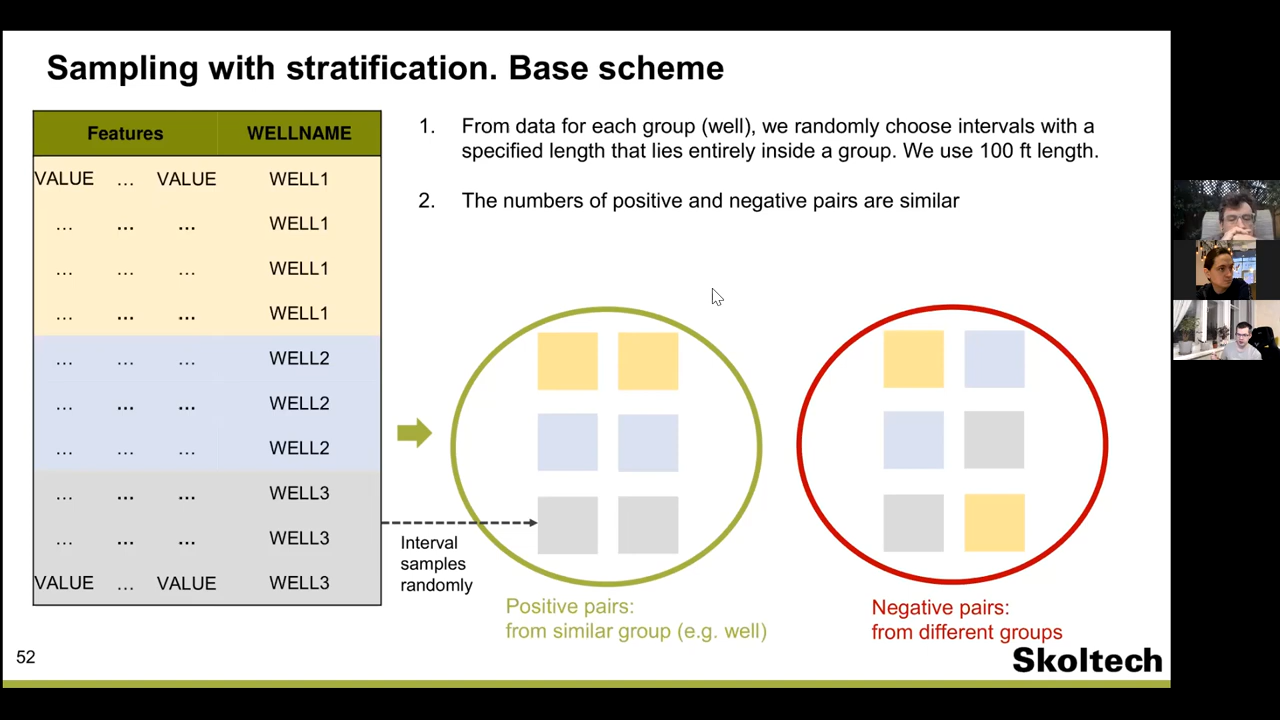 Sampling with stratification. Base scheme
Features WELLNAME
VALUE … VALUE WELL1
… … … WELL1
… … … WELL1
… … … WELL1
… … … WELL2
… … … WELL2
… … … WELL2
… … … WELL3
… … … WELL3
VALUE … VALUE WELL3
1. From data for each group (well), we randomly choose intervals with a
specified length that lies entirely inside a group. We use 100 ft length.
2. The numbers of positive and negative pairs are similar
Interval
samples
randomly
Positive pairs:
from similar group (e.g. well)
Negative pairs:
from different groups
52
Skoltech